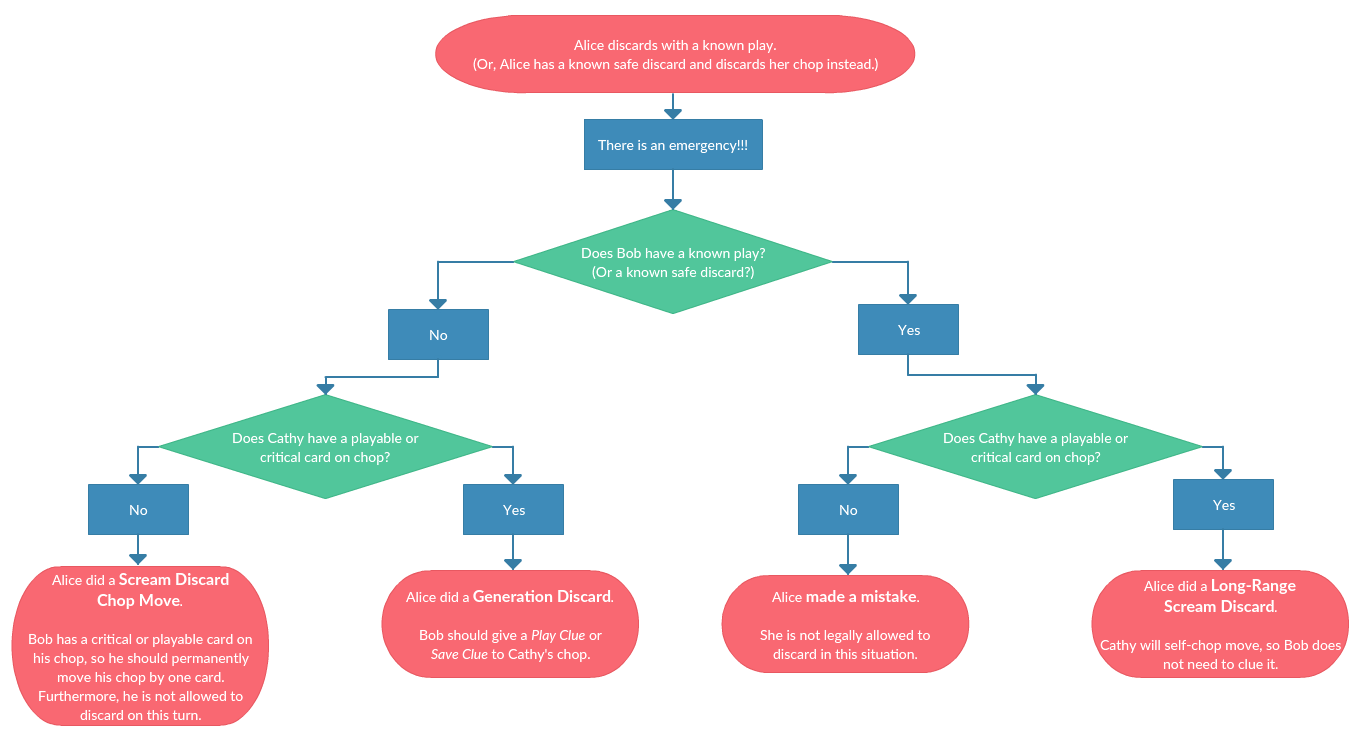 Alice discards with a known play.
(Or, Alice has a known safe discard and discards her chop instead.)
There is an emergency!!!
Does Bob have a known play?
(Or a known safe discard?)
No
Yes
Does Cathy have a playable or
critical card on chop?
Does Cathy have a playable or
critical card on chop?
No
Yes
No
Yes
Alice did a Scream Discard
Chop Move.
Bob has a critical or playable card on
his chop, so he should permanently
move his chop by one card.
Furthermore, he is not allowed to
discard on this turn.
Alice did a Generation Discard.
Bob should give a Play Clue or
Save Clue to Cathy's chop.
Alice made a mistake.
She is not legally allowed to
discard in this situation.
Alice did a Long-Range
Scream Discard.
Cathy will self-chop move, so Bob does
not need to clue it.